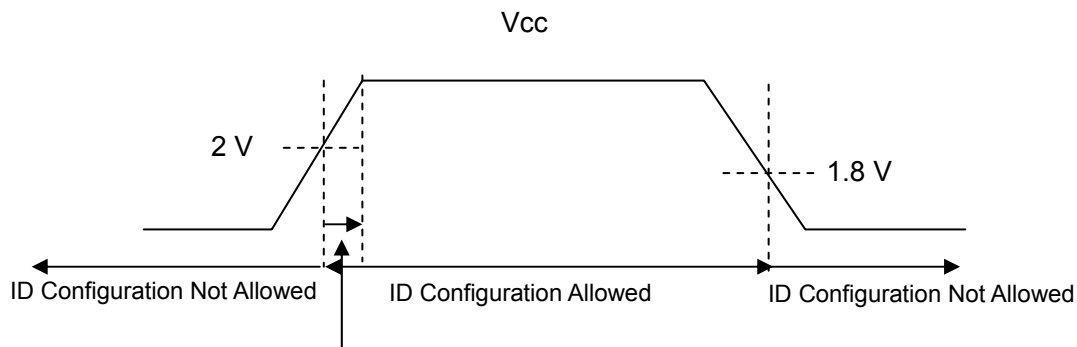 Vcc
2 V
1.8 V
ID Configuration Not Allowed
ID Configuration Allowed
ID Configuration Not Allowed